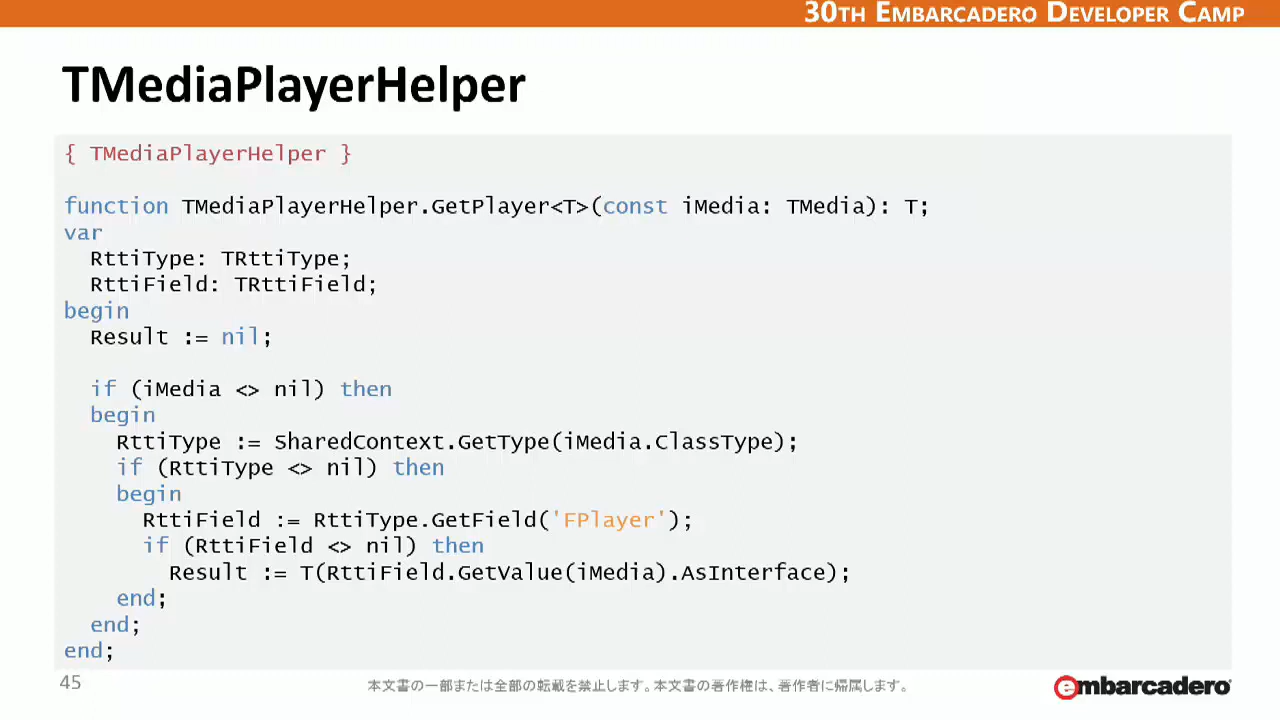 30TH EMBARCADERO DEVELOPER CAMP
TMediaPlayerHelper
{ TMediaPlayerHelper }
function TMediaPlayerHelper.GetPlayer<T>(const iMedia: TMedia): T;
var
  RttiType: TRttiType;
  RttiField: TRttiField;
begin
  Result := nil;
  if (iMedia <> nil) then
  begin
    RttiType := SharedContext.GetType(iMedia.ClassType);
    if (RttiType <> nil) then
    begin
      RttiField := RttiType.GetField('FPlayer');
      if (RttiField <> nil) then
        Result := T(RttiField.GetValue(iMedia).AsInterface);
    end;
  end;
end;
45
本文書の一部または全部の転載を禁止します。本文書の著作権は、著作者に帰属します。
embarcadero